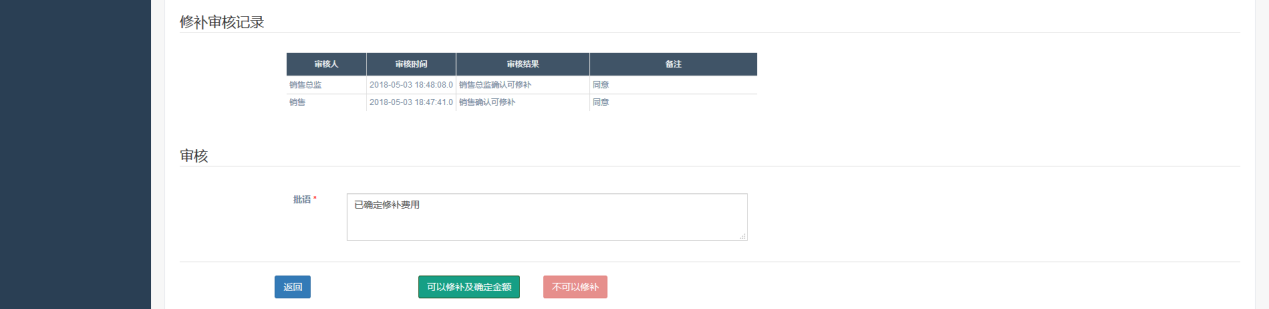 修补审核记录
审核人 审核时间 审核结果 备注
销售总监 2018-05-03 18:48:08.0 销售总监确认可修补 同意
销售 2018-05-03 18:47:41.0 销售确认可修补 同意
审核
批语 *
已确定修补费用
返回 可以修补及确定金额 不可以修补